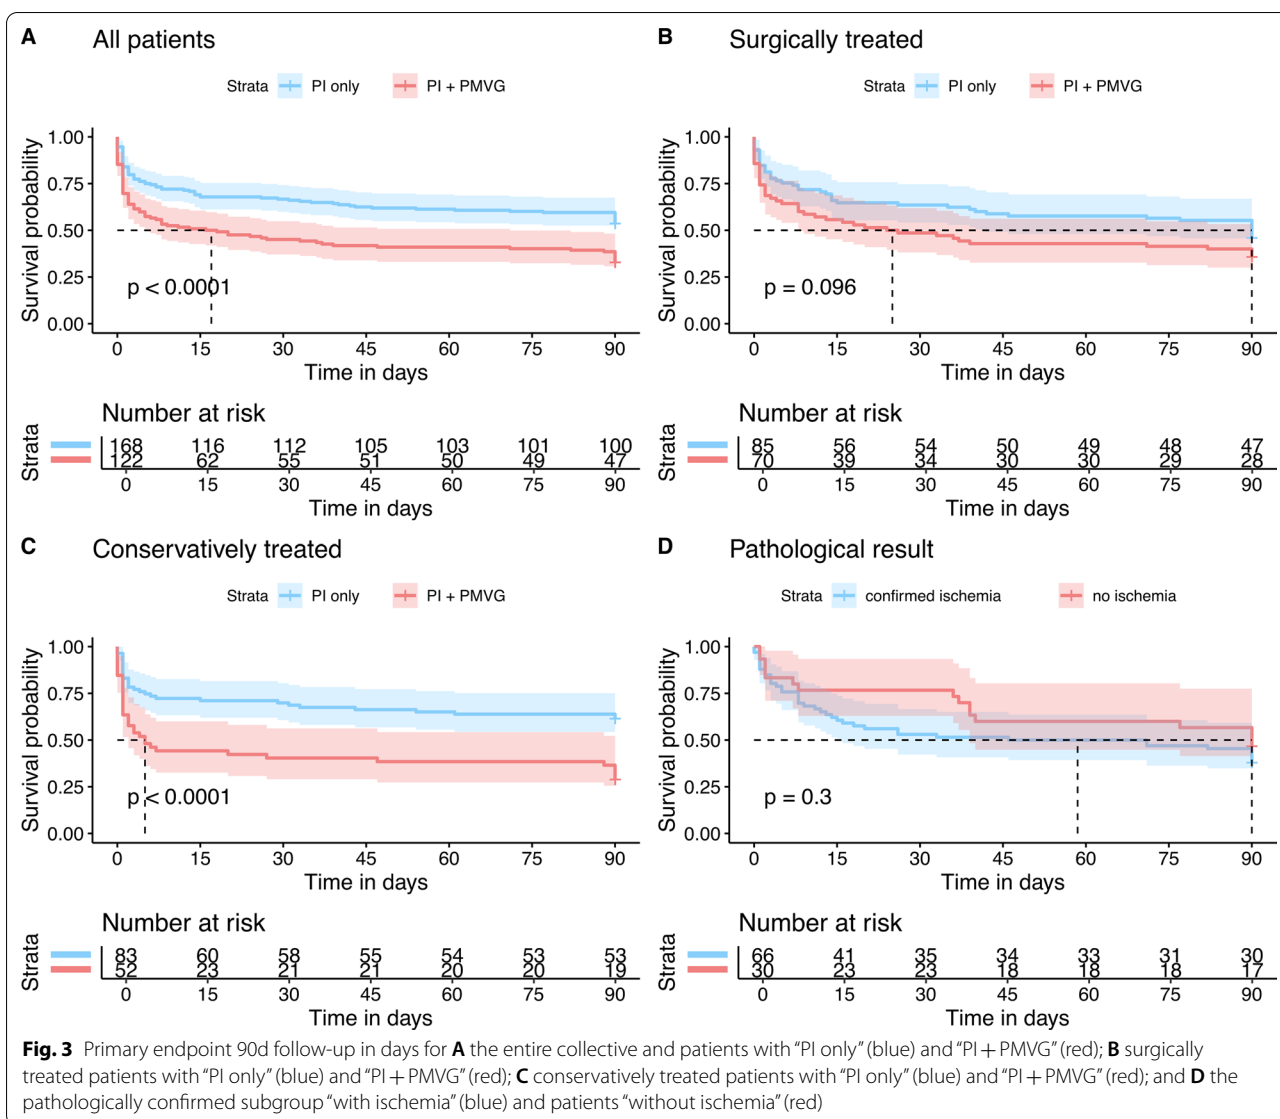 A All patients
Strata PI only PI + PMVG
Survival probability
1.00
0.75
0.50
0.25
0.00
p < 0.0001
0 15 30 45 60 75 90
Time in days
Number at risk
Strata
168 116 112 105 103 101 100
122 62 55 51 50 49 47
0 15 30 45 60 75 90
Time in days
B Surgically treated
Strata PI only PI + PMVG
Survival probability
1.00
0.75
0.50
0.25
0.00
p = 0.096
0 15 30 45 60 75 90
Time in days
Number at risk
Strata
85 56 54 50 49 48 47
70 39 34 30 30 29 28
0 15 30 45 60 75 90
Time in days
C Conservatively treated
Strata PI only PI + PMVG
Survival probability
1.00
0.75
0.50
0.25
0.00
p < 0.0001
0 15 30 45 60 75 90
Time in days
Number at risk
Strata
83 60 58 55 54 53 53
52 23 21 21 20 20 19
0 15 30 45 60 75 90
Time in days
D Pathological result
Strata confirmed ischemia no ischemia
Survival probability
1.00
0.75
0.50
0.25
0.00
p = 0.3
0 15 30 45 60 75 90
Time in days
Number at risk
Strata
66 41 35 34 33 31 30
30 23 23 18 18 18 17
0 15 30 45 60 75 90
Time in days
Fig. 3 Primary endpoint 90d follow-up in days for A the entire collective and patients with “PI only” (blue) and “PI + PMVG” (red); B surgically
treated patients with “PI only” (blue) and “PI + PMVG” (red); C conservatively treated patients with “PI only” (blue) and “PI + PMVG” (red); and D the
pathologically confirmed subgroup “with ischemia” (blue) and patients “without ischemia” (red)